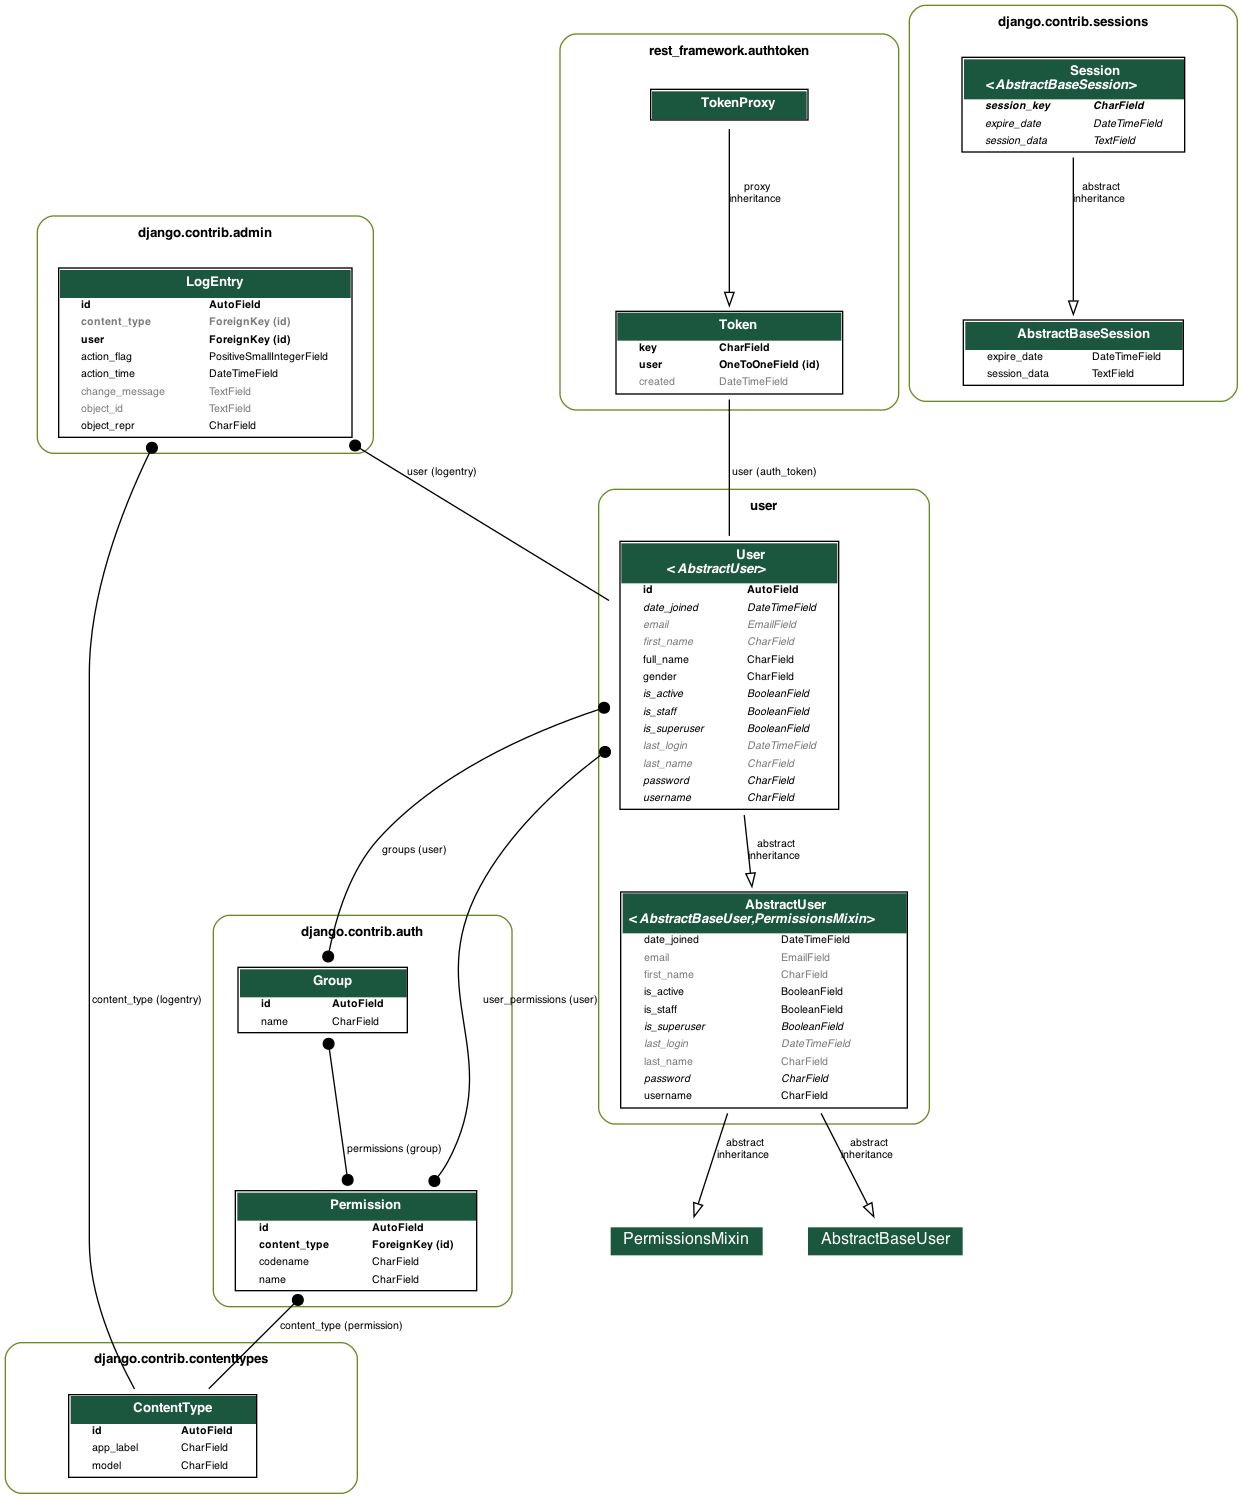 django.contrib.sessions
Session
<AbstractBaseSession>
session_key CharField
expire_date DateTimeField
session_data TextField
abstract
inheritance
AbstractBaseSession
expire_date DateTimeField
session_data TextField
rest_framework.authtoken
TokenProxy
proxy
inheritance
Token
key CharField
user OneToOneField (id)
created DateTimeField
user (auth_token)
django.contrib.admin
LogEntry
id AutoField
content_type ForeignKey (id)
user ForeignKey (id)
action_flag PositiveSmallIntegerField
action_time DateTimeField
change_message TextField
object_id TextField
object_repr CharField
user (logentry)
user
User
<AbstractUser>
id AutoField
date_joined DateTimeField
email EmailField
first_name CharField
full_name CharField
gender CharField
is_active BooleanField
is_staff BooleanField
is_superuser BooleanField
last_login DateTimeField
last_name CharField
password CharField
username CharField
abstract
inheritance
groups (user)
AbstractUser
<AbstractBaseUser,PermissionsMixin>
date_joined DateTimeField
email EmailField
first_name CharField
is_active BooleanField
is_staff BooleanField
is_superuser BooleanField
last_login DateTimeField
last_name CharField
password CharField
username CharField
abstract
inheritance
abstract
inheritance
PermissionsMixin
AbstractBaseUser
django.contrib.auth
Group
id AutoField
name CharField
content_type (logentry)
user_permissions (user)
permissions (group)
Permission
id AutoField
content_type ForeignKey (id)
codename CharField
name CharField
content_type (permission)
django.contrib.contenttypes
ContentType
id AutoField
app_label CharField
model CharField